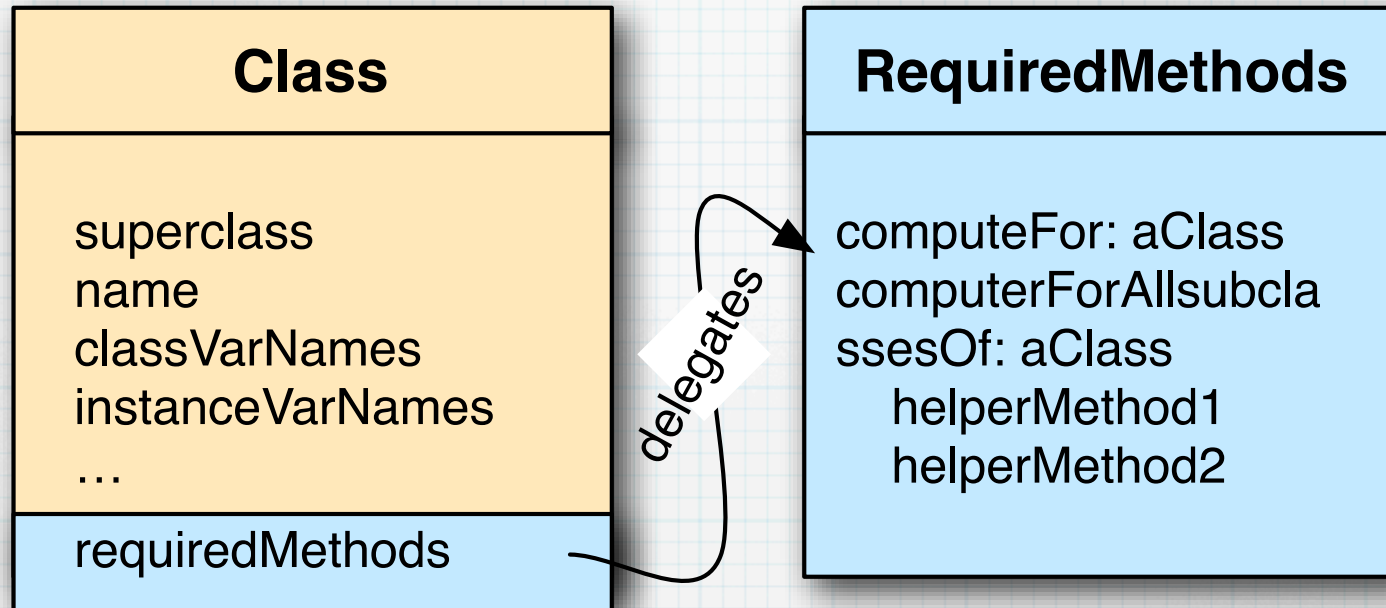 Class
superclass
name
classVarNames
instanceVarNames
…
requiredMethods
delegates
RequiredMethods
computeFor: aClass
computerForAllsubcla
ssesOf: aClass
helperMethod1
helperMethod2